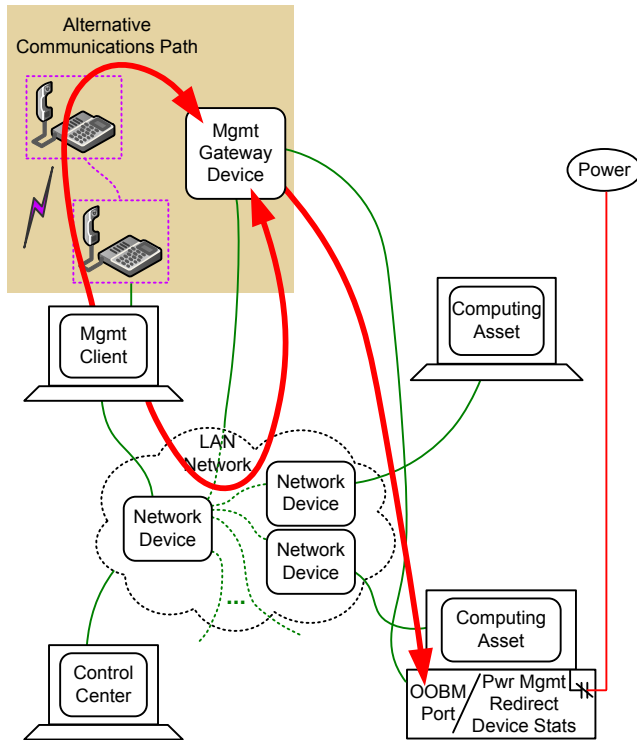 Alternative
Communications Path
Mgmt
Gateway
Device
Power
Mgmt
Client
Computing
Asset
LAN
Network
Network
Device
Network
Device
Network
Device
...
Computing
Asset
Control
Center
OOBM
Port
Pwr Mgmt
Redirect
Device Stats